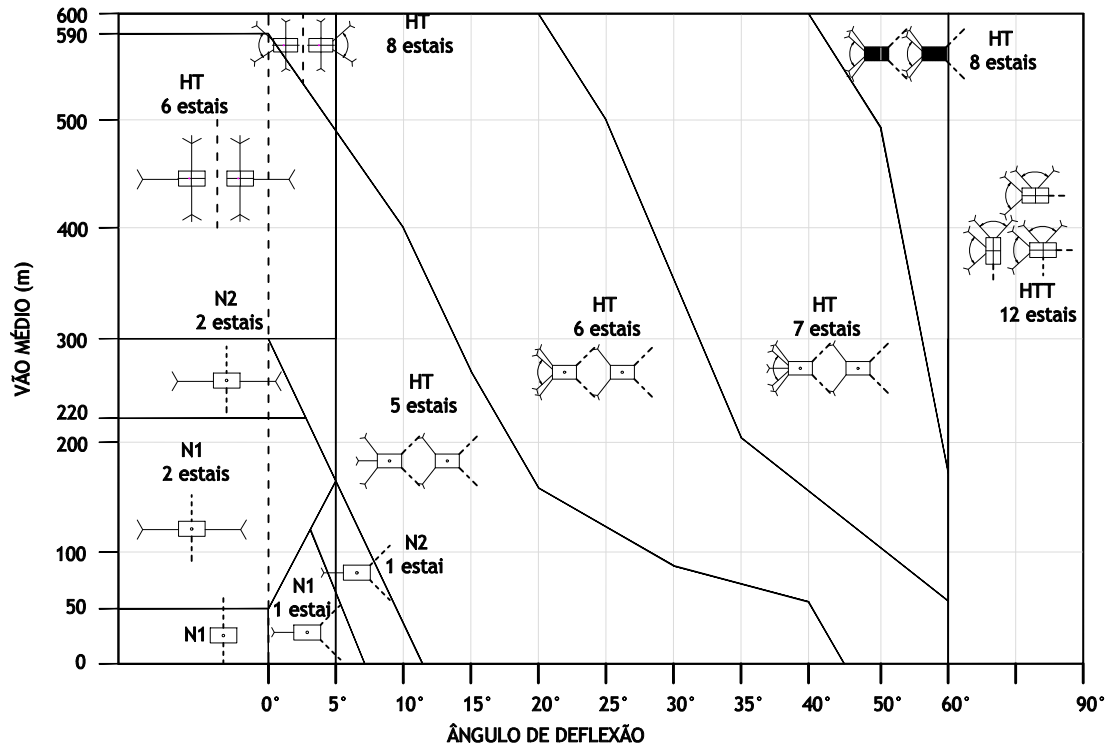 600
590
500
400
300
220
200
100
50
0
VÃO MÉDIO (m)
HT
6 estais
HT
8 estais
HT
8 estais
N2
2 estais
N1
2 estais
N1
HT
5 estais
HT
6 estais
HT
7 estais
HTT
12 estais
N2
1 estai
N1
1 estai
0° 5° 10° 15° 20° 25° 30° 35° 40° 50° 60° 90°
ÂNGULO DE DEFLEXÃO